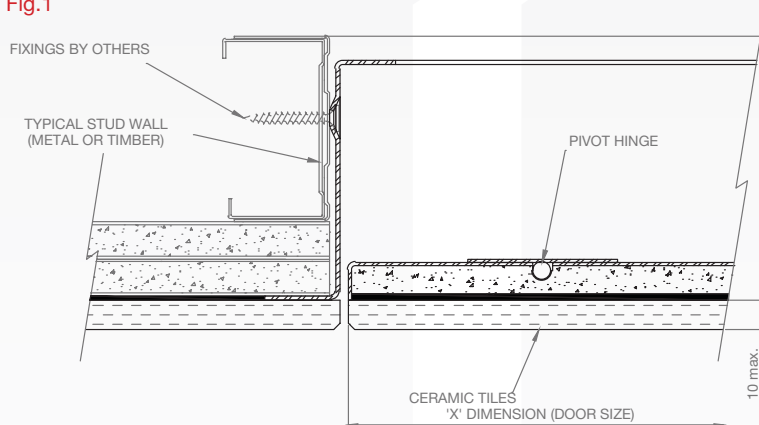 Fig.1
FIXINGS BY OTHERS
TYPICAL STUD WALL
(METAL OR TIMBER)
PIVOT HINGE
CERAMIC TILES
'X' DIMENSION (DOOR SIZE)
10 max.